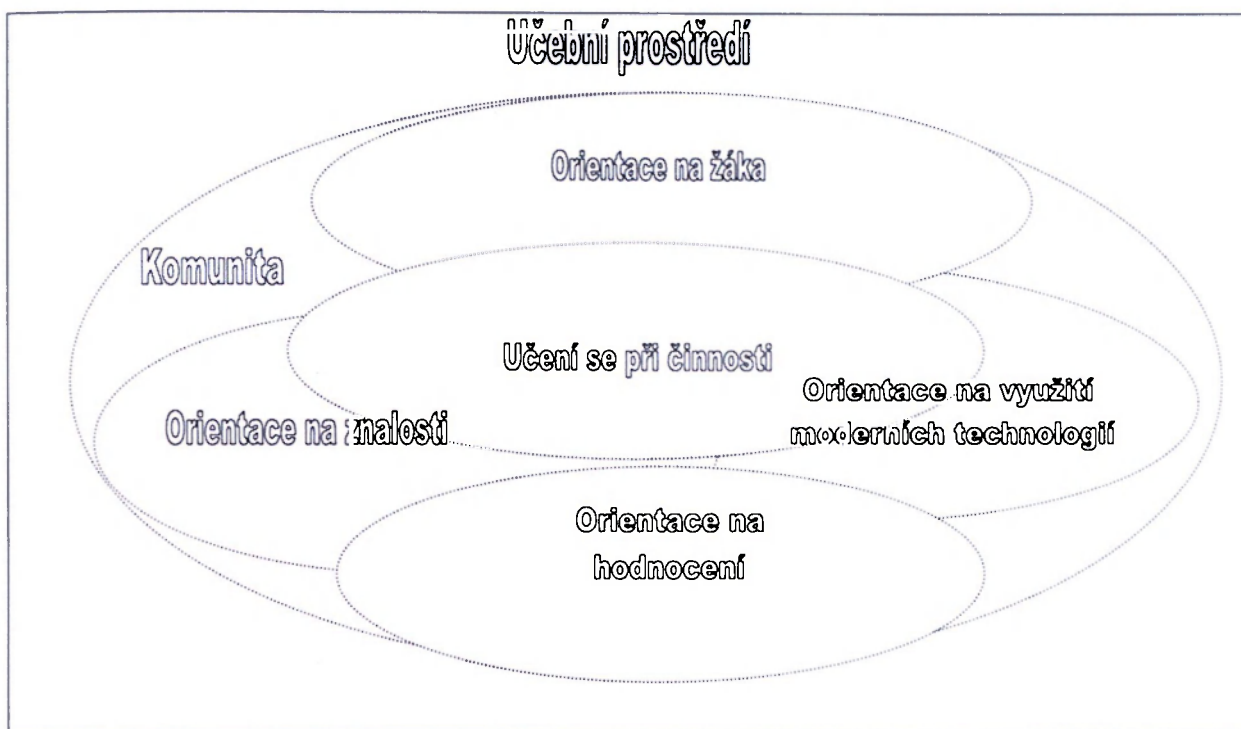 Učební prostředí
Orientace na žáka
Komunita
Učení se při činnosti
Orientace na využití
moderních technologií
Orientace na znalosti
Orientace na
hodnocení